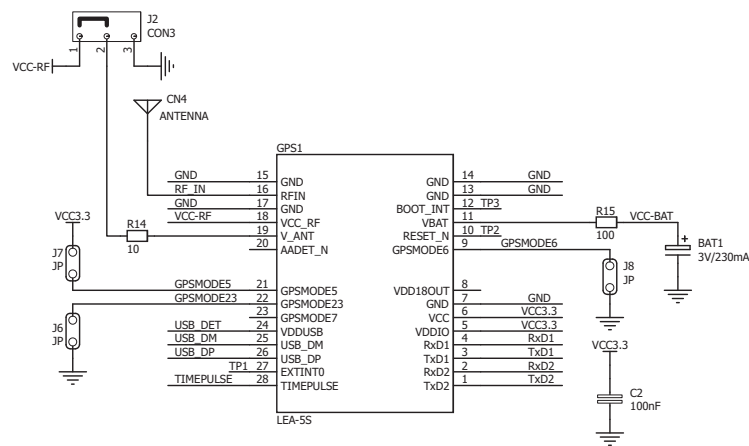 J2
CON3
1
2
3
VCC-RF
CN4
ANTENNA
GPS1
GND 15 GND
RF_IN 16 RFIN
GND 17 GND
VCC-RF 18 VCC_RF
R14
10
19 V_ANT
20 AADET_N
VCC3.3
J7
JP
GPSMODE5 21 GPSMODE5
GPSMODE23 22 GPSMODE23
23 GPSMODE7
J6
JP
USB_DET 24 VDDUSB
USB_DM 25 USB_DM
USB_DP 26 USB_DP
TP1 27 EXTINT0
TIMEPULSE 28 TIMEPULSE
LEA-5S
GND 14 GND
GND 13 GND
BOOT_INT 12 TP3
VBAT 11
R15
100
VCC-BAT
RESET_N 10 TP2
GPSMODE6 9 GPSMODE6
+
BAT1
3V/230mA
J8
JP
VDD18OUT 8
GND 7 GND
VCC 6 VCC3.3
VDDIO 5 VCC3.3
RxD1 4 RxD1
TxD1 3 TxD1
RxD2 2 RxD2
TxD2 1 TxD2
VCC3.3
C2
100nF